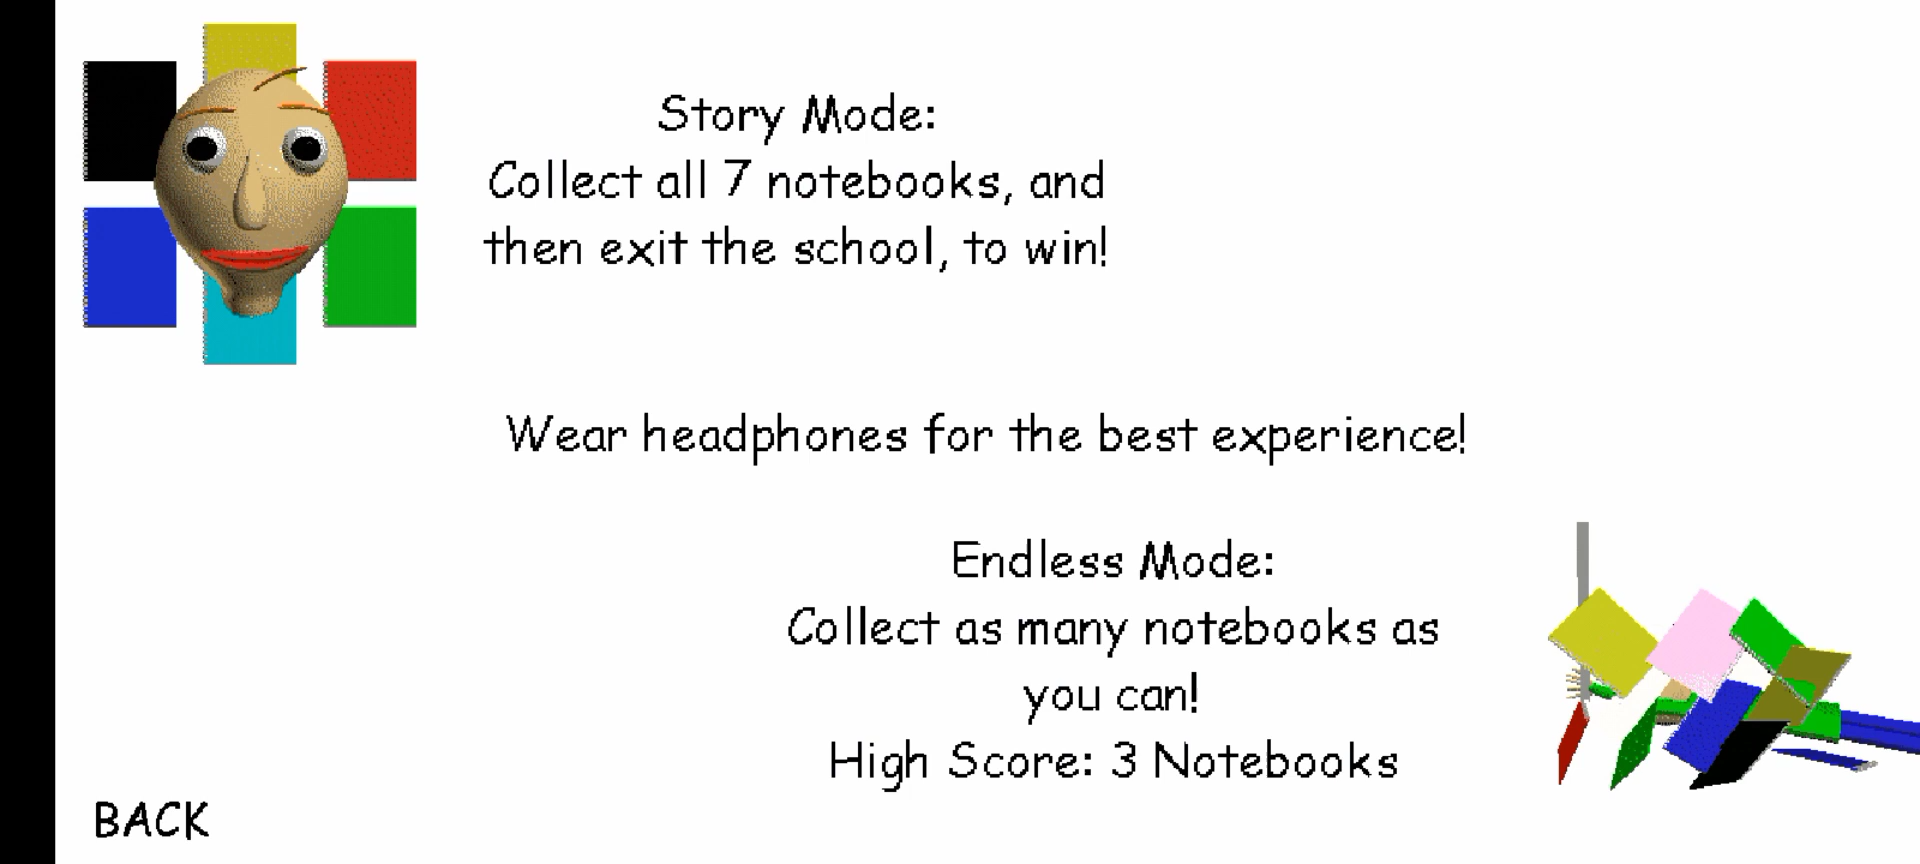 Story Mode:
Collect all 7 notebooks, and
then exit the school, to win!
Wear headphones for the best experience!
Endless Mode:
Collect as many notebooks as
you can!
High Score: 3 Notebooks
BACK